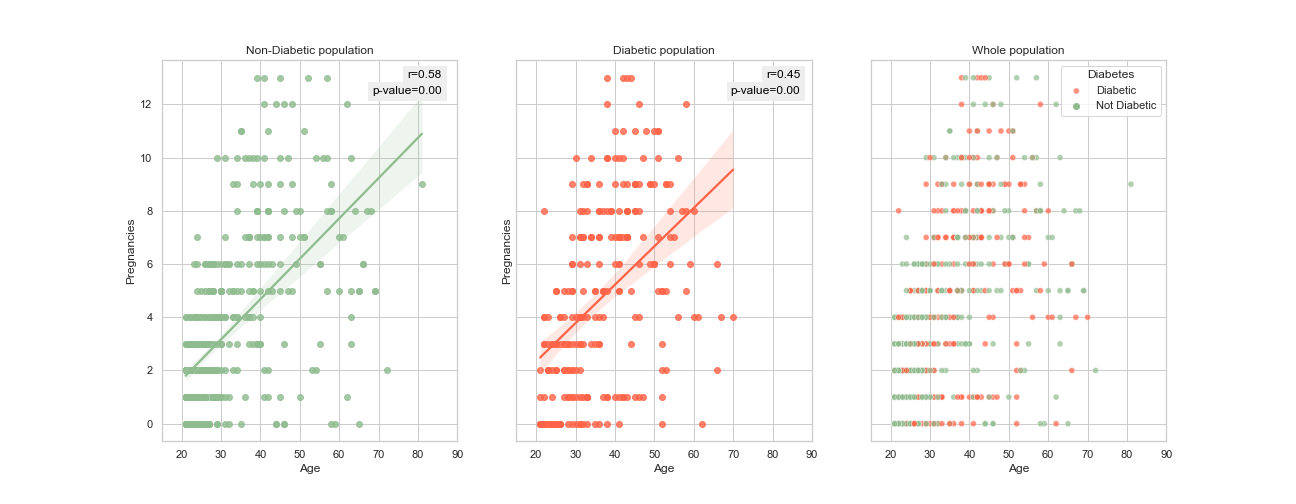 Non-Diabetic population
r=0.58
p-value=0.00
Pregnancies
12
10
8
6
4
2
0
20 30 40 50 60 70 80 90
Age
Diabetic population
r=0.45
p-value=0.00
Pregnancies
20 30 40 50 60 70 80 90
Age
Whole population
Diabetes
Diabetic
Not Diabetic
20 30 40 50 60 70 80 90
Age